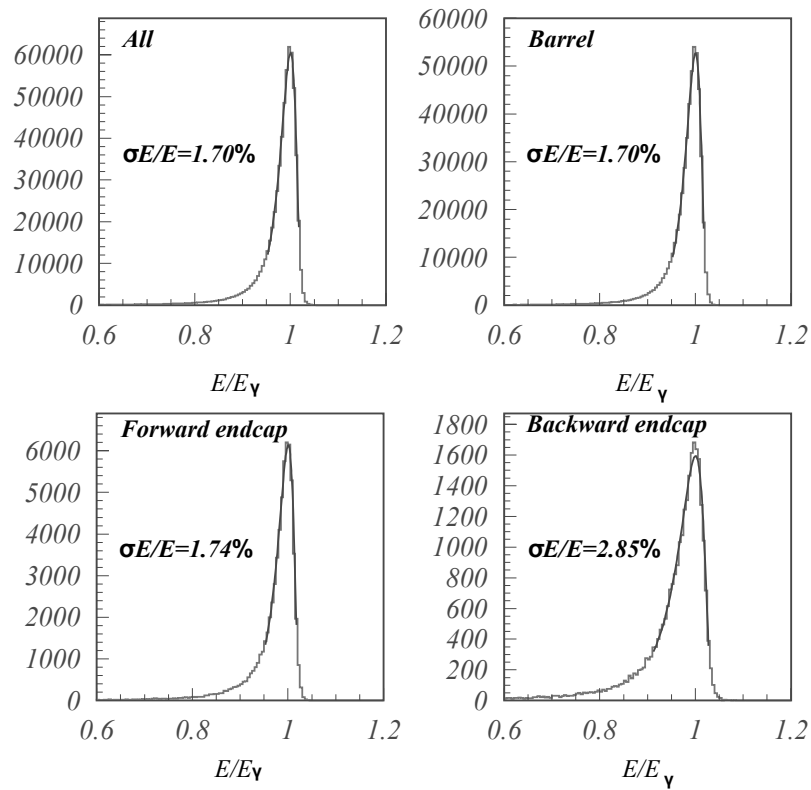 All
60000
50000
40000
30000
20000
10000
0
σE/E=1.70%
0.6 0.8 1 1.2
E/Eγ
Barrel
60000
50000
40000
30000
20000
10000
0
σE/E=1.70%
0.6 0.8 1 1.2
E/Eγ
Forward endcap
6000
5000
4000
3000
2000
1000
0
σE/E=1.74%
0.6 0.8 1 1.2
E/Eγ
Backward endcap
1800
1600
1400
1200
1000
800
600
400
200
0
σE/E=2.85%
0.6 0.8 1 1.2
E/Eγ